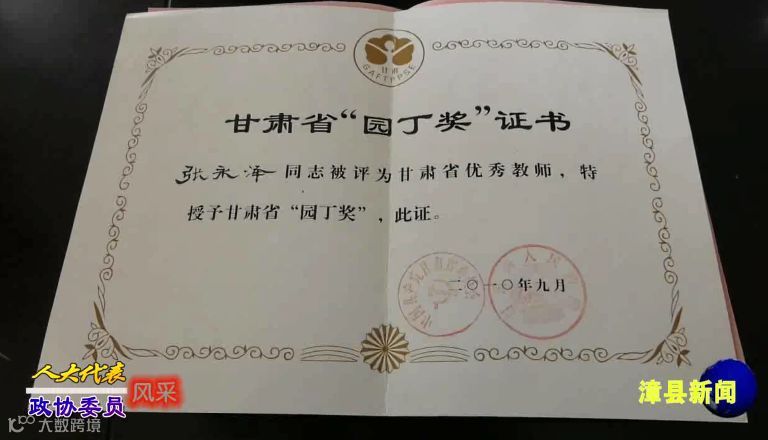 甘肃
GAFTPPSE
甘肃省“园丁奖”证书
张永泽同志被评为甘肃省优秀教师，特
授予甘肃省“园丁奖”，此证。
二〇一〇年九月
人大代表
政协委员
风采
漳县新闻
大数跨境